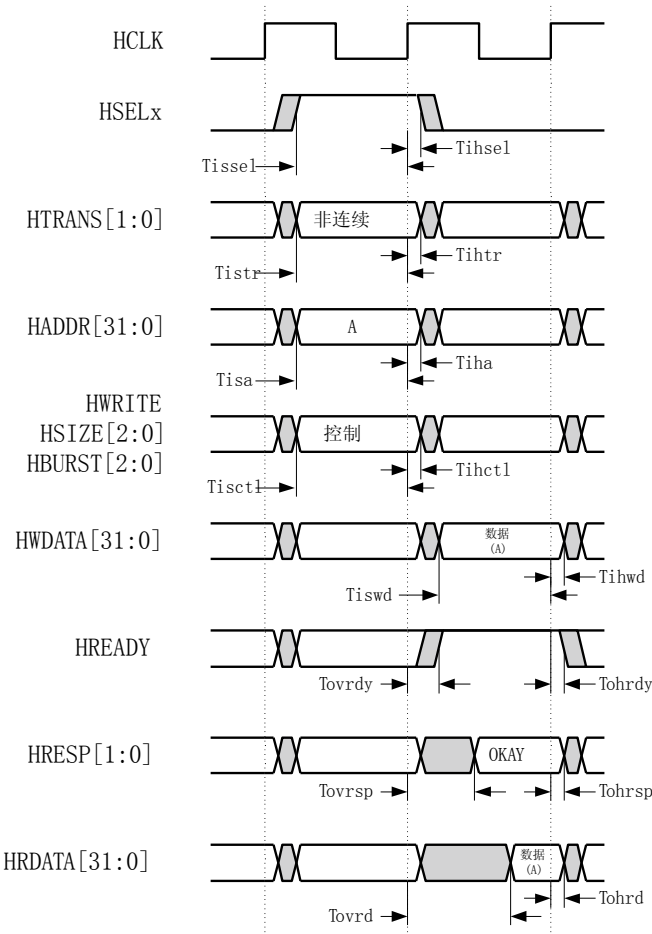 HCLK
HSELx
Tihsel
Tissel
HTRANS[1:0]
非连续
Tihtr
Tistr
HADDR[31:0]
A
Tiha
Tisa
HWRITE
HSIZE[2:0]
控制
HBURST[2:0]
Tihctl
Tisctl
HWDATA[31:0]
数据
(A)
Tihwd
Tiswd
HREADY
Tovrdy
Tohrdy
HRESP[1:0]
OKAY
Tovrsp
Tohrsp
HRDATA[31:0]
数据
(A)
Tohrd
Tovrd